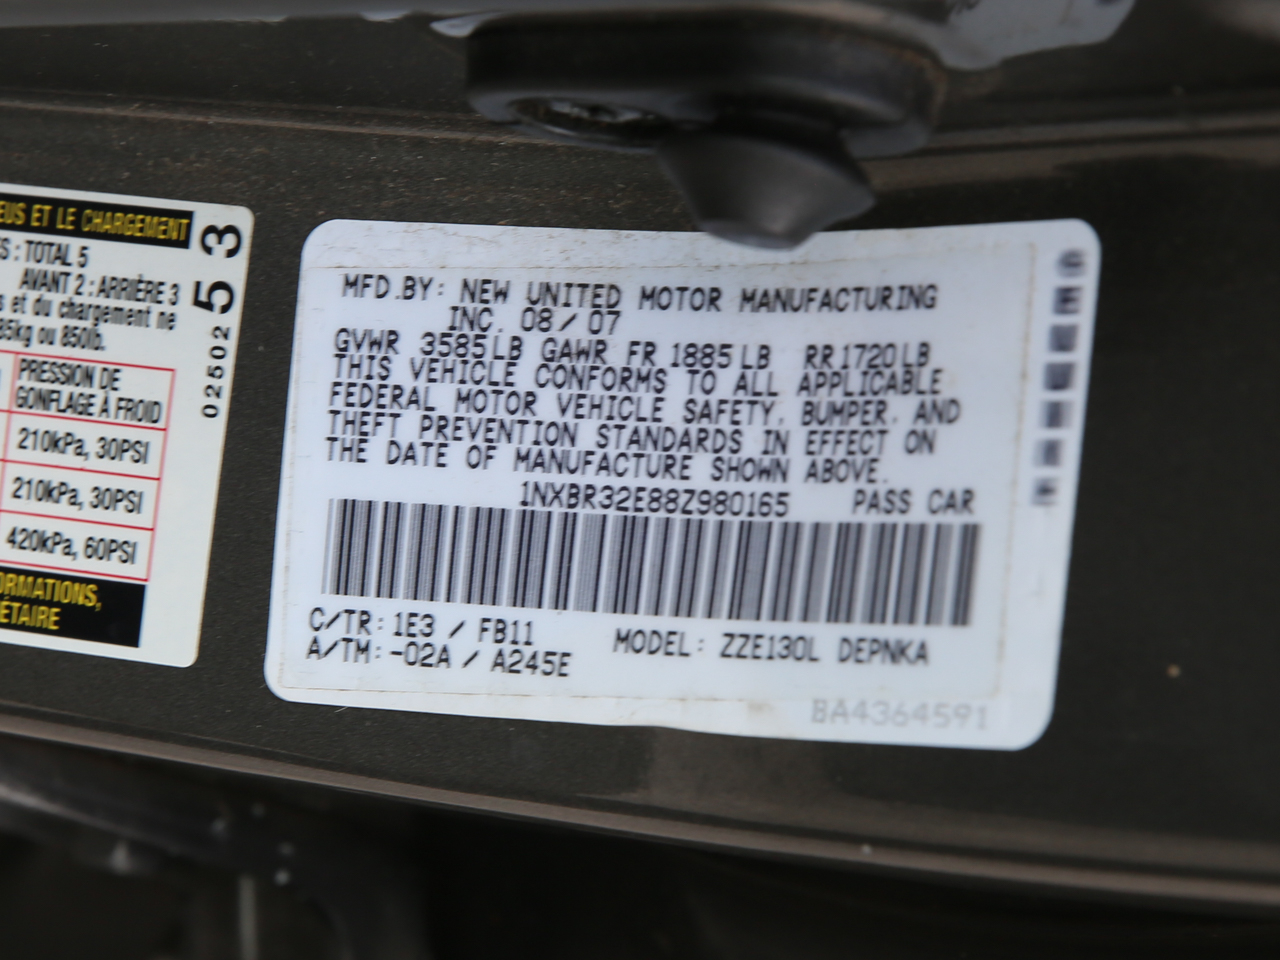 EUS ET LE CHARGEMENT
S : TOTAL 5
AVANT 2 : ARRIÈRE 3
s et du chargement ne
85kg ou 850lb.
PRESSION DE
GONFLAGE À FROID
210kPa, 30PSI
210kPa, 30PSI
420kPa, 60PSI
ORMATIONS,
ÉTAIRE
02502 53
MFD.BY: NEW UNITED MOTOR MANUFACTURING
INC. 08/07
GVWR 3585LB GAWR FR 1885LB RR1720LB
THIS VEHICLE CONFORMS TO ALL APPLICABLE
FEDERAL MOTOR VEHICLE SAFETY, BUMPER, AND
THEFT PREVENTION STANDARDS IN EFFECT ON
THE DATE OF MANUFACTURE SHOWN ABOVE.
1NXBR32E88Z980165 PASS CAR
C/TR: 1E3 / FB11
A/TM:-02A / A245E
MODEL: ZZE130L DEPNKA
BA4364591